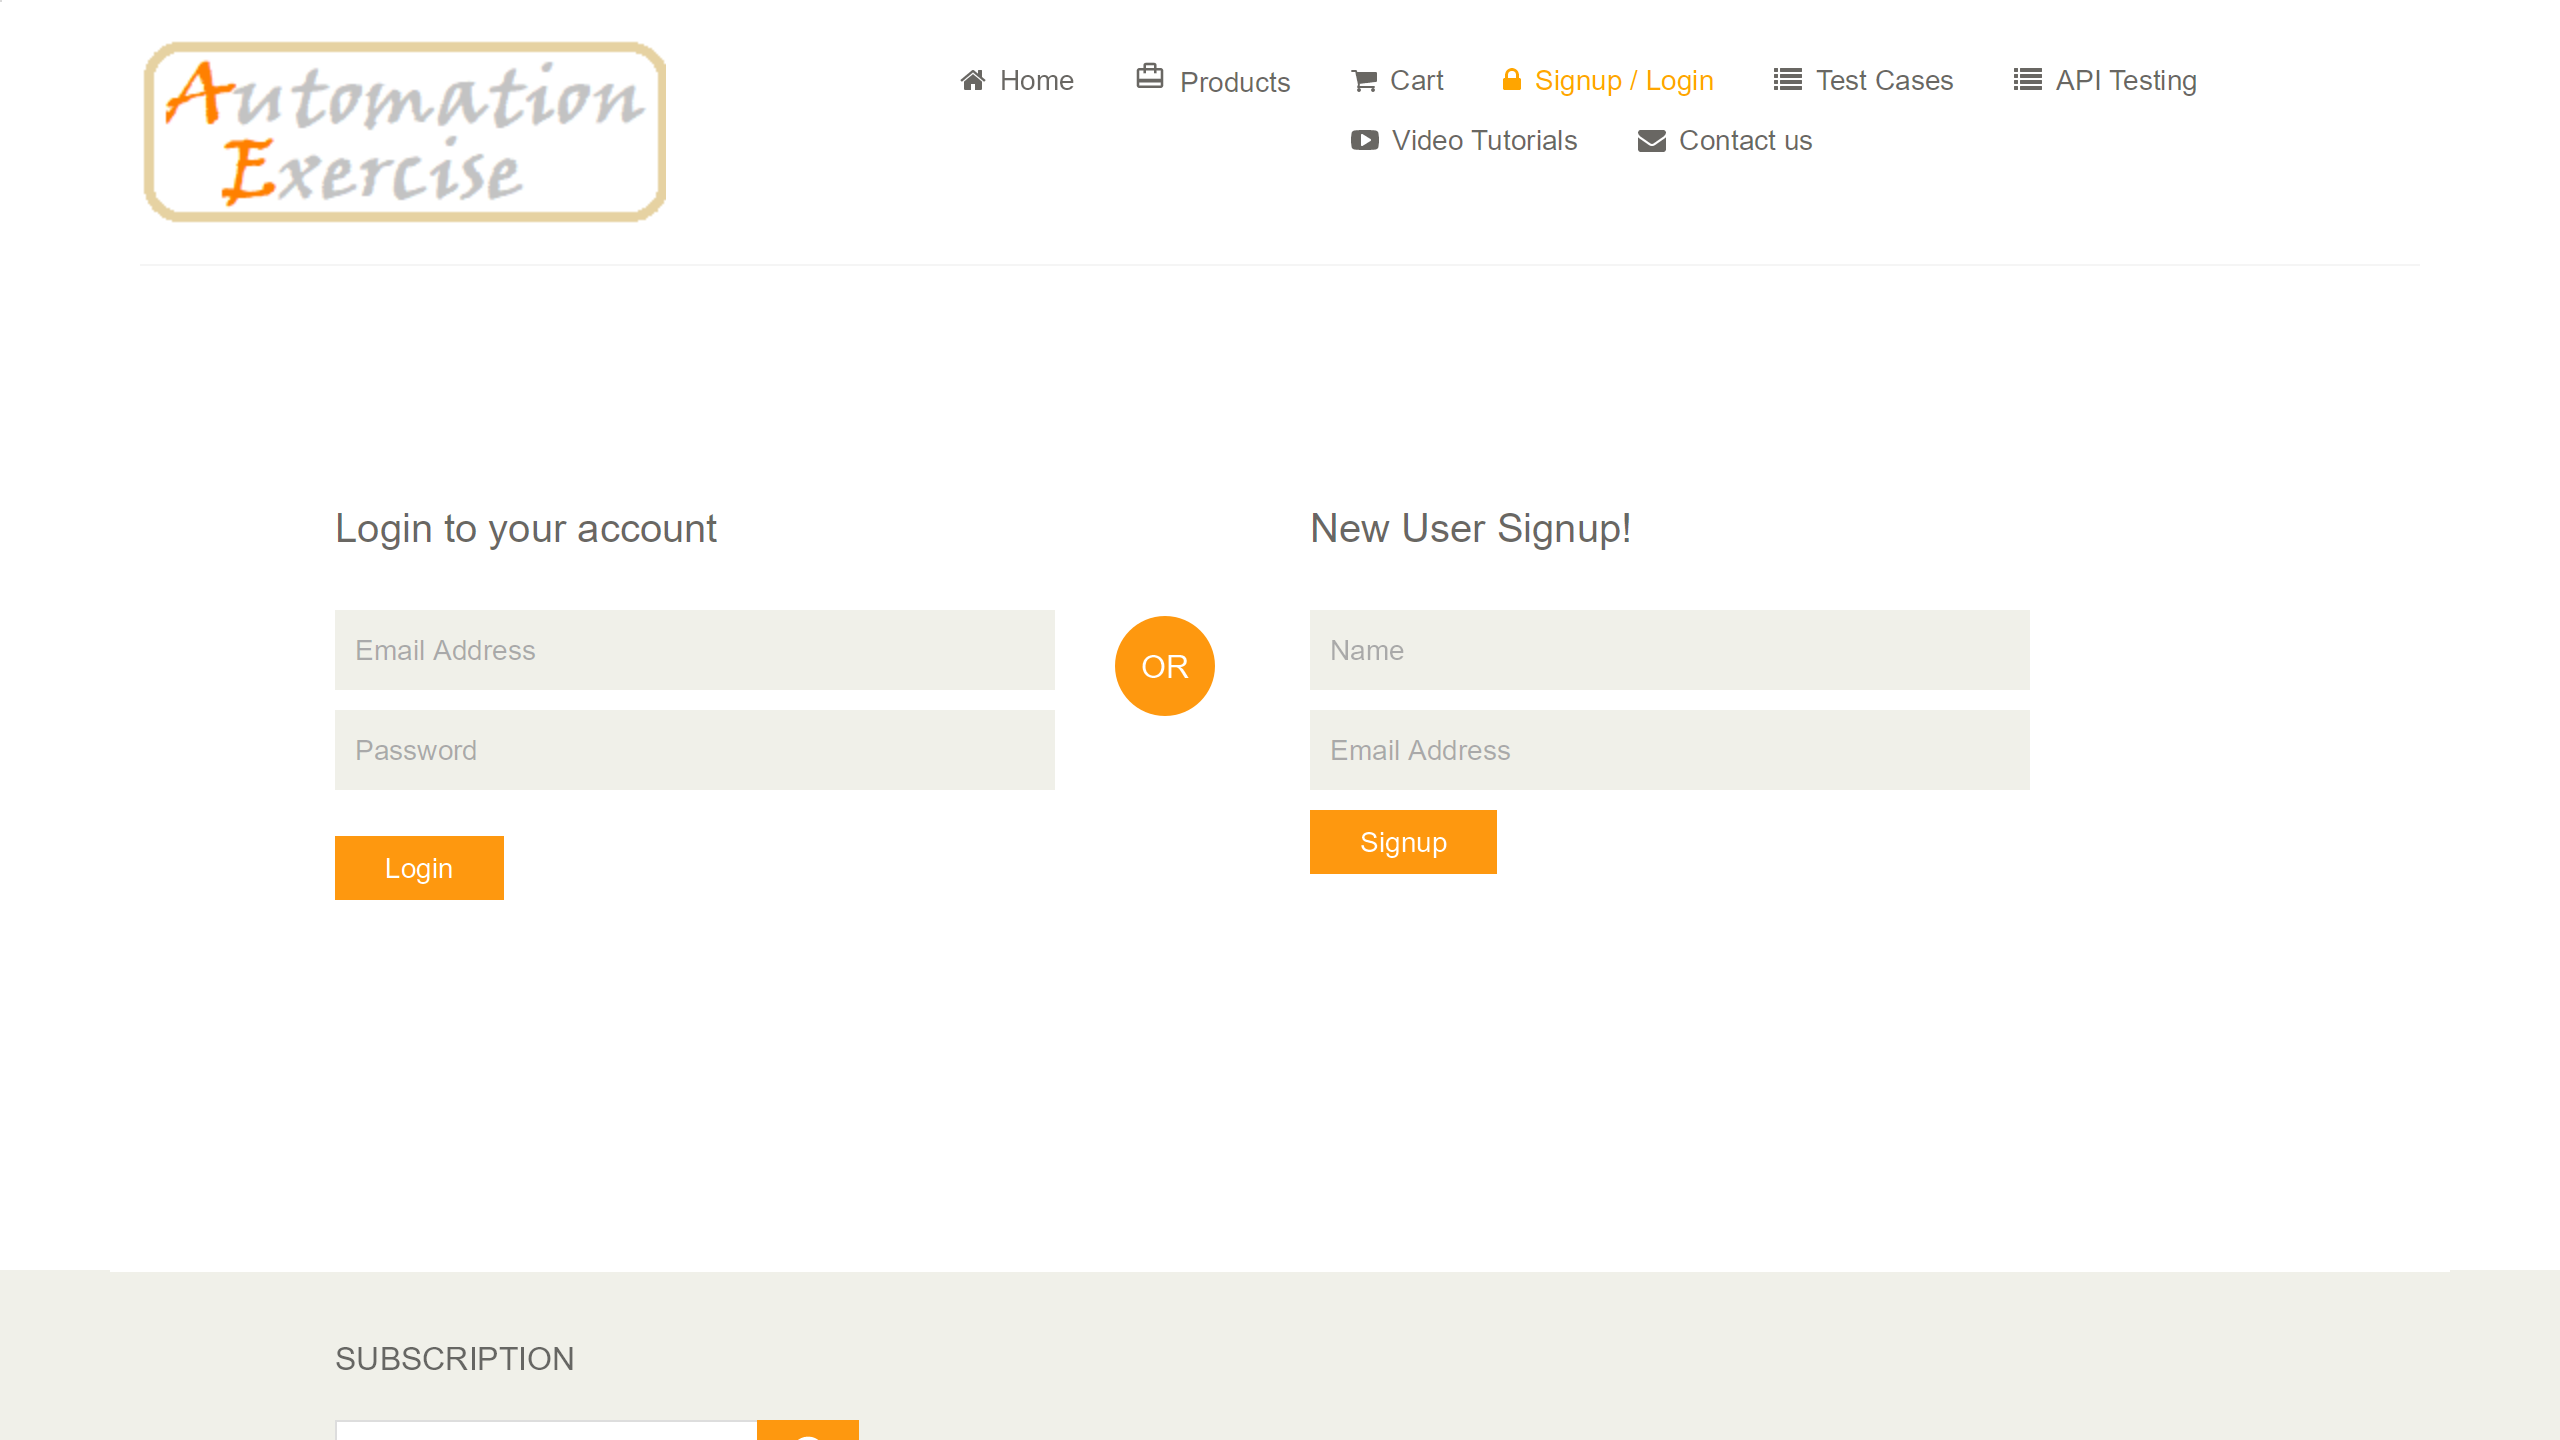 Automation
Exercise
Home
Products
Cart
Signup / Login
Test Cases
API Testing
Video Tutorials
Contact us
Login to your account
Email Address
Password
Login
OR
New User Signup!
Name
Email Address
Signup
SUBSCRIPTION